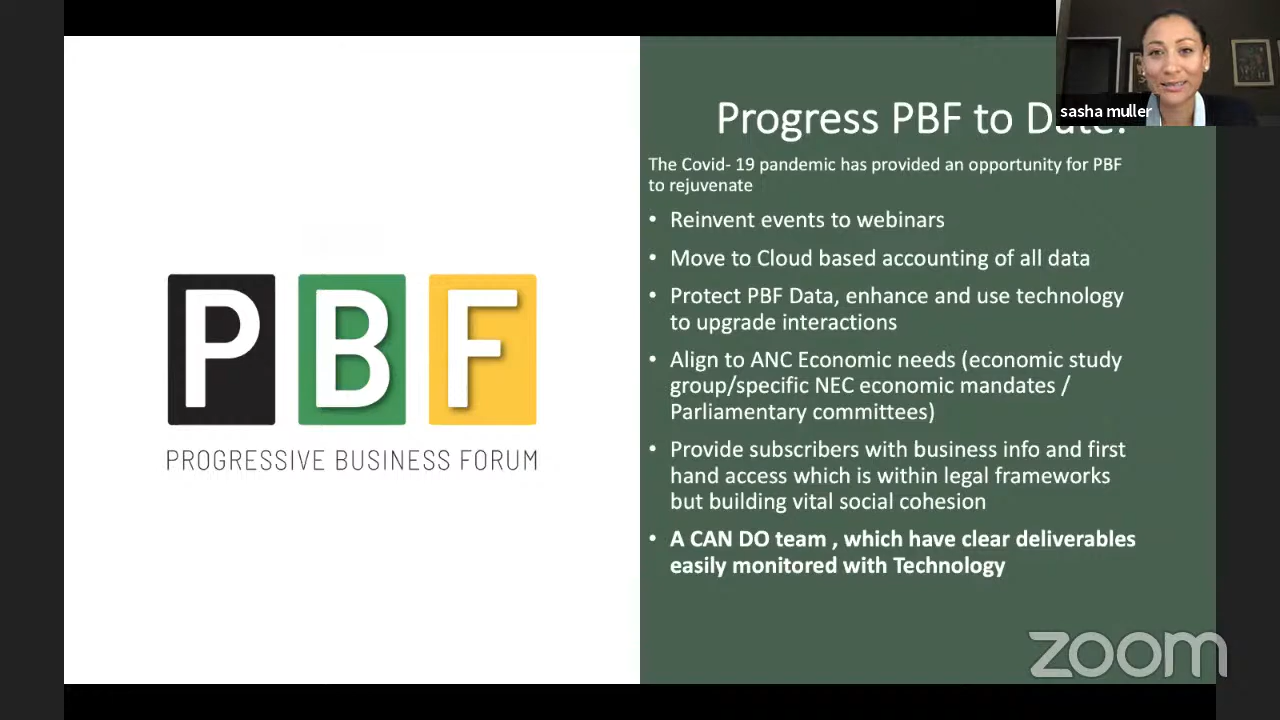 sasha muller
Progress PBF to Date:
The Covid- 19 pandemic has provided an opportunity for PBF
to rejuvenate
• Reinvent events to webinars
• Move to Cloud based accounting of all data
• Protect PBF Data, enhance and use technology
to upgrade interactions
• Align to ANC Economic needs (economic study
group/specific NEC economic mandates /
Parliamentary committees)
• Provide subscribers with business info and first
hand access which is within legal frameworks
but building vital social cohesion
• A CAN DO team , which have clear deliverables
easily monitored with Technology
PBF
PROGRESSIVE BUSINESS FORUM
zoom